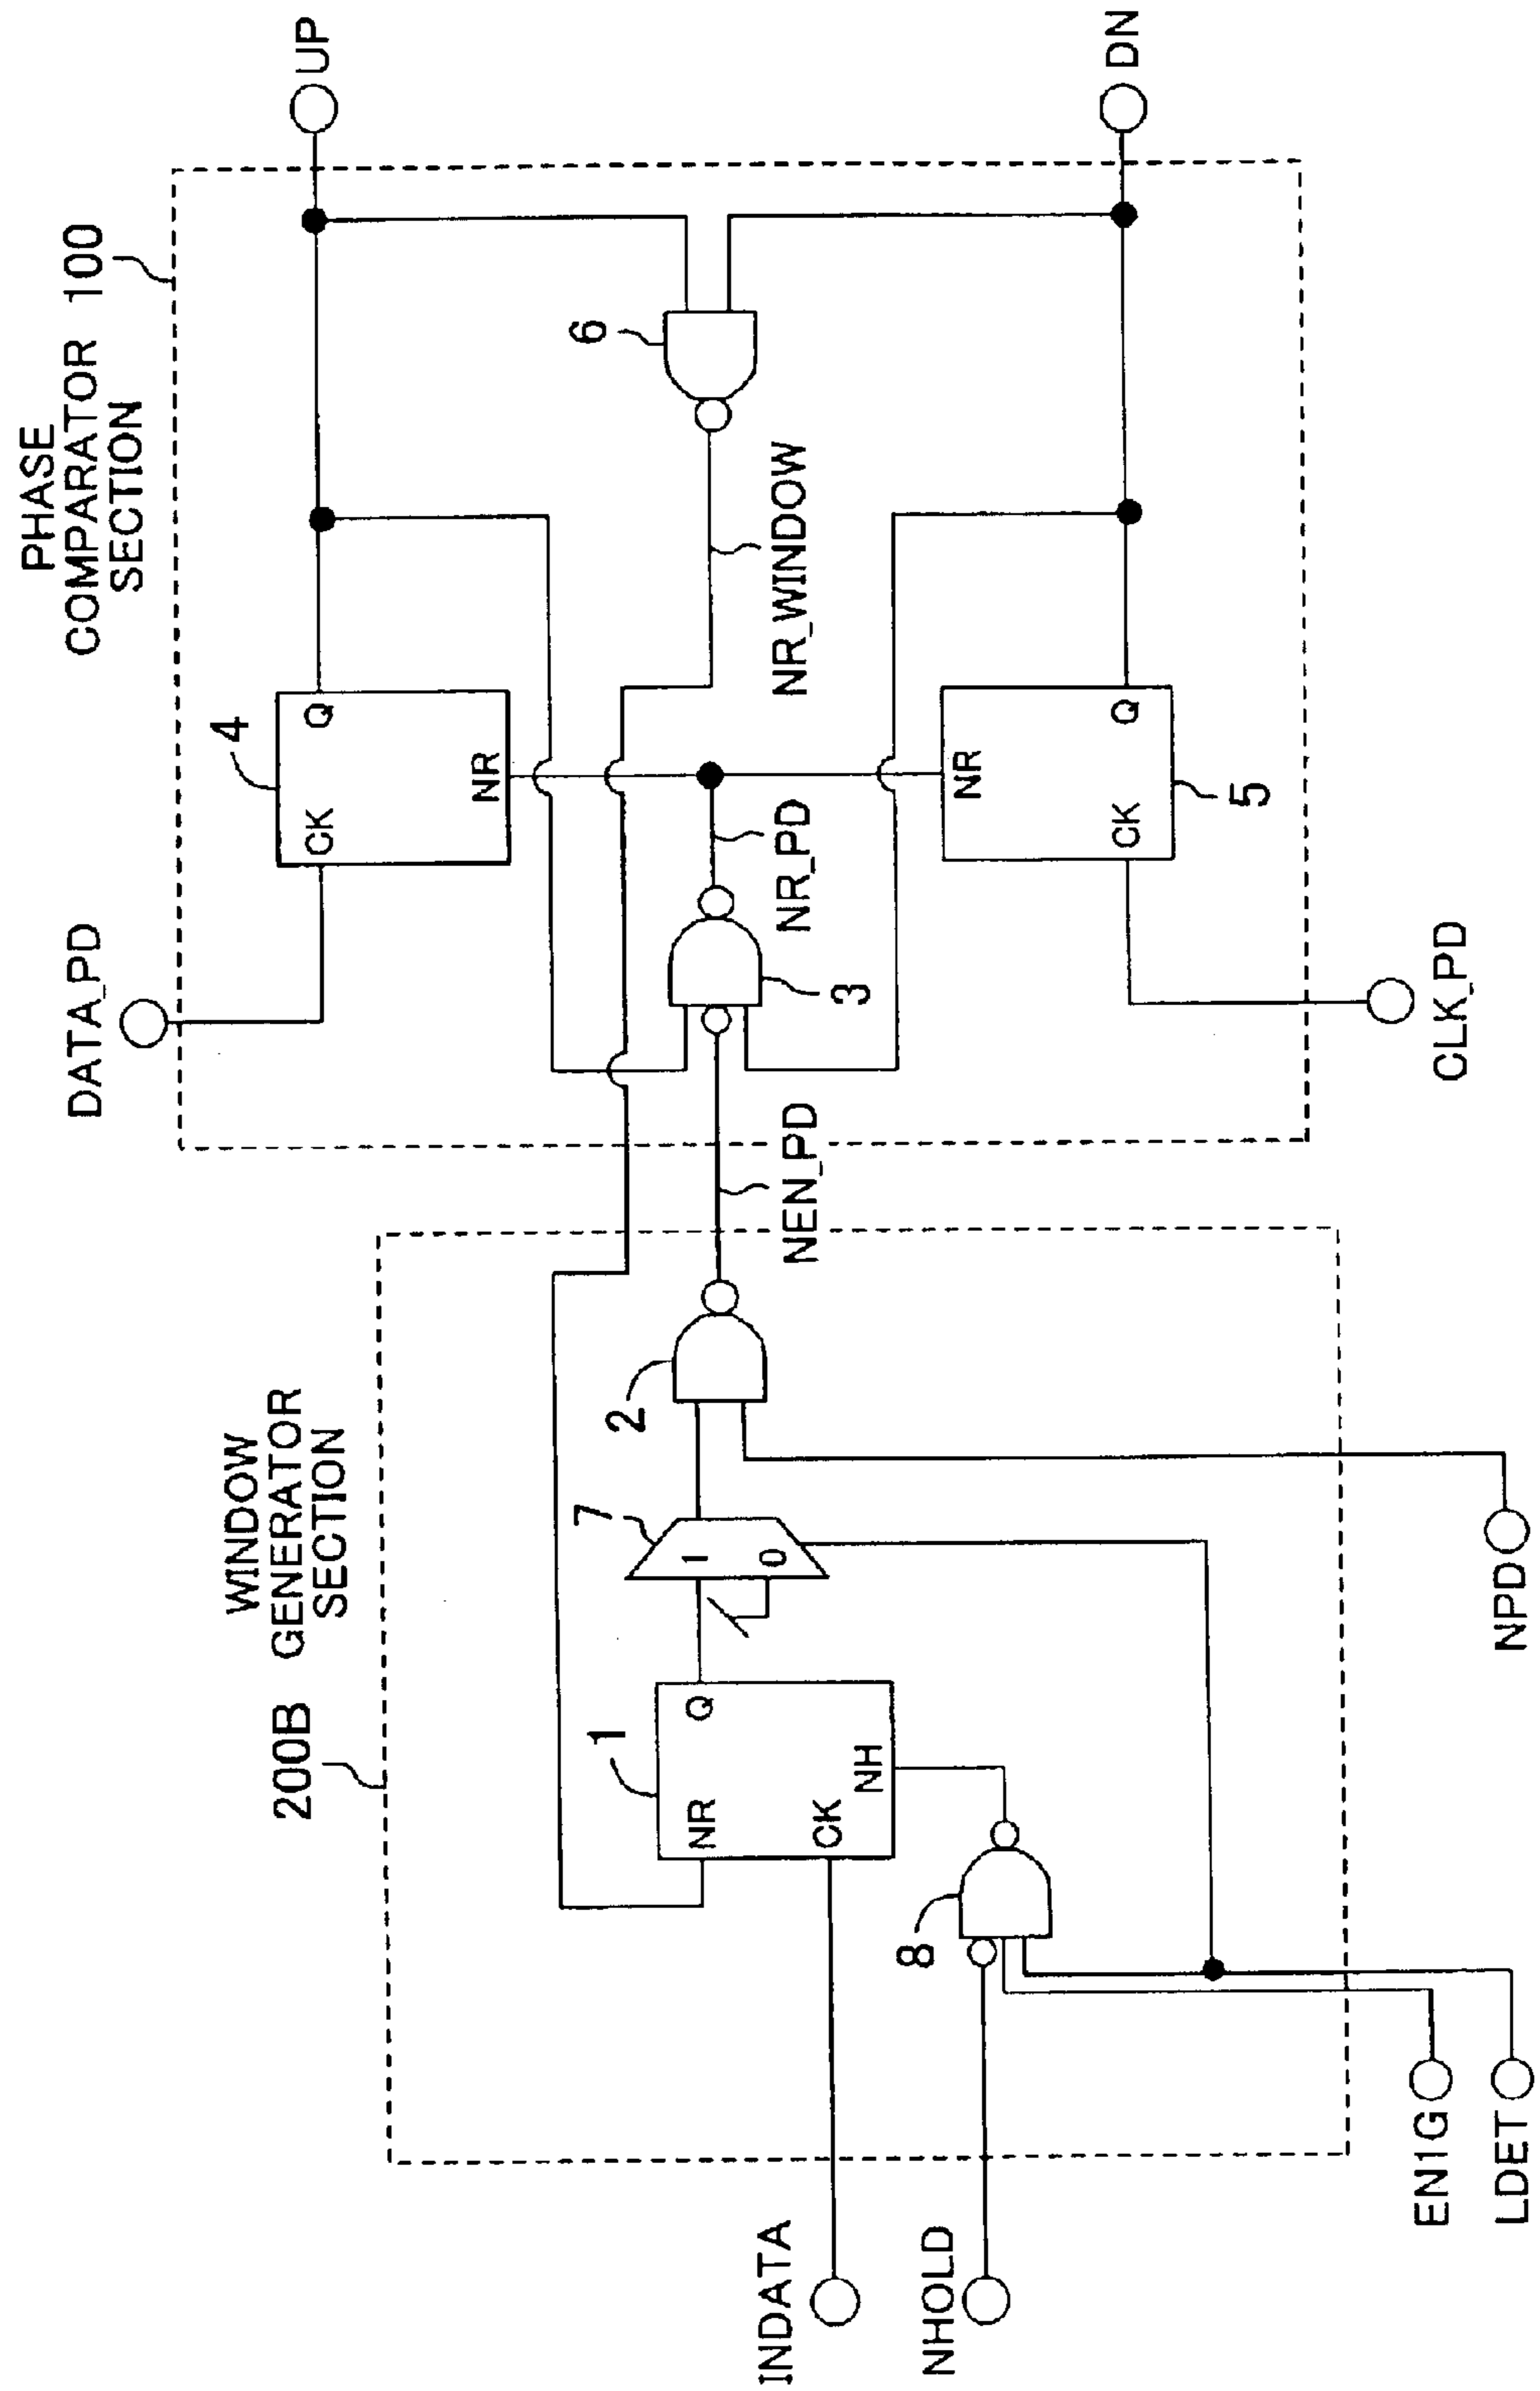 PHASE
COMPARATOR 100
SECTION
WINDOW
200B GENERATOR
SECTION
DATA_PD
UP
4
CK
Q
NR
6
NR_WINDOW
NR_PD
3
NEN_PD
NR
CK
Q
5
CLK_PD
DN
2
7
1
0
1
NR
Q
CK
NH
8
INDATA
NHOLD
EN1G
LDET
NPD